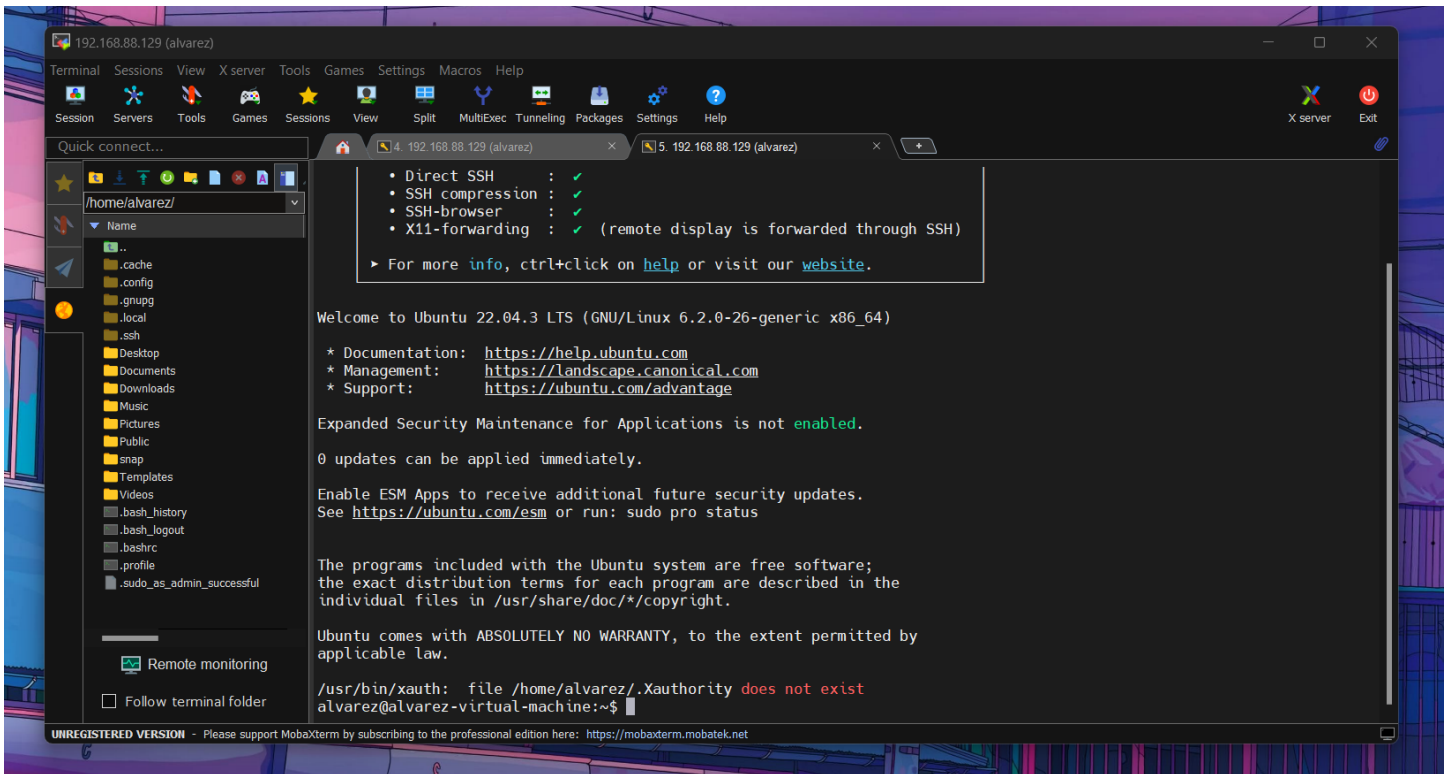 192.168.88.129 (alvarez)
Terminal Sessions View X server Tools Games Settings Macros Help
Session Servers Tools Games Sessions View Split MultiExec Tunneling Packages Settings Help X server Exit
Quick connect...
4. 192.168.88.129 (alvarez)
5. 192.168.88.129 (alvarez)
/home/alvarez/
Name
..
.cache
.config
.gnupg
.local
.ssh
Desktop
Documents
Downloads
Music
Pictures
Public
snap
Templates
Videos
.bash_history
.bash_logout
.bashrc
.profile
.sudo_as_admin_successful
Remote monitoring
Follow terminal folder
• Direct SSH : ✔
• SSH compression : ✔
• SSH-browser : ✔
• X11-forwarding : ✔ (remote display is forwarded through SSH)
➤ For more info, ctrl+click on help or visit our website.
Welcome to Ubuntu 22.04.3 LTS (GNU/Linux 6.2.0-26-generic x86_64)
* Documentation: https://help.ubuntu.com
* Management: https://landscape.canonical.com
* Support: https://ubuntu.com/advantage
Expanded Security Maintenance for Applications is not enabled.
0 updates can be applied immediately.
Enable ESM Apps to receive additional future security updates.
See https://ubuntu.com/esm or run: sudo pro status
The programs included with the Ubuntu system are free software;
the exact distribution terms for each program are described in the
individual files in /usr/share/doc/*/copyright.
Ubuntu comes with ABSOLUTELY NO WARRANTY, to the extent permitted by
applicable law.
/usr/bin/xauth: file /home/alvarez/.Xauthority does not exist
alvarez@alvarez-virtual-machine:~$
UNREGISTERED VERSION - Please support MobaXterm by subscribing to the professional edition here: https://mobaxterm.mobatek.net